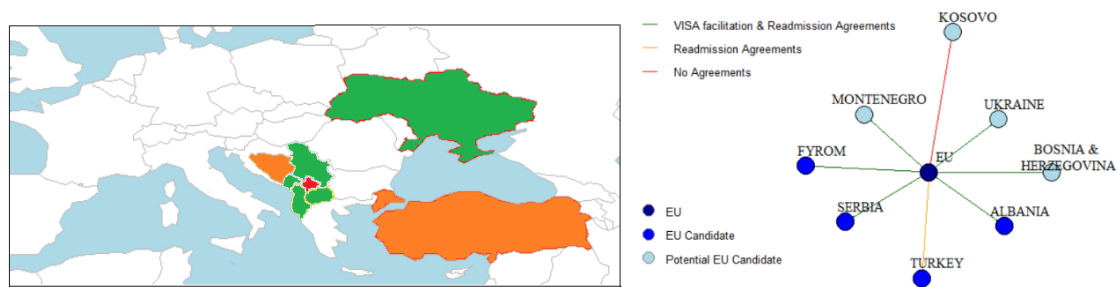 VISA facilitation & Readmission Agreements
Readmission Agreements
No Agreements
KOSOVO
MONTENEGRO
UKRAINE
FYROM
EU
BOSNIA &
HERZEGOVINA
SERBIA
ALBANIA
TURKEY
EU
EU Candidate
Potential EU Candidate